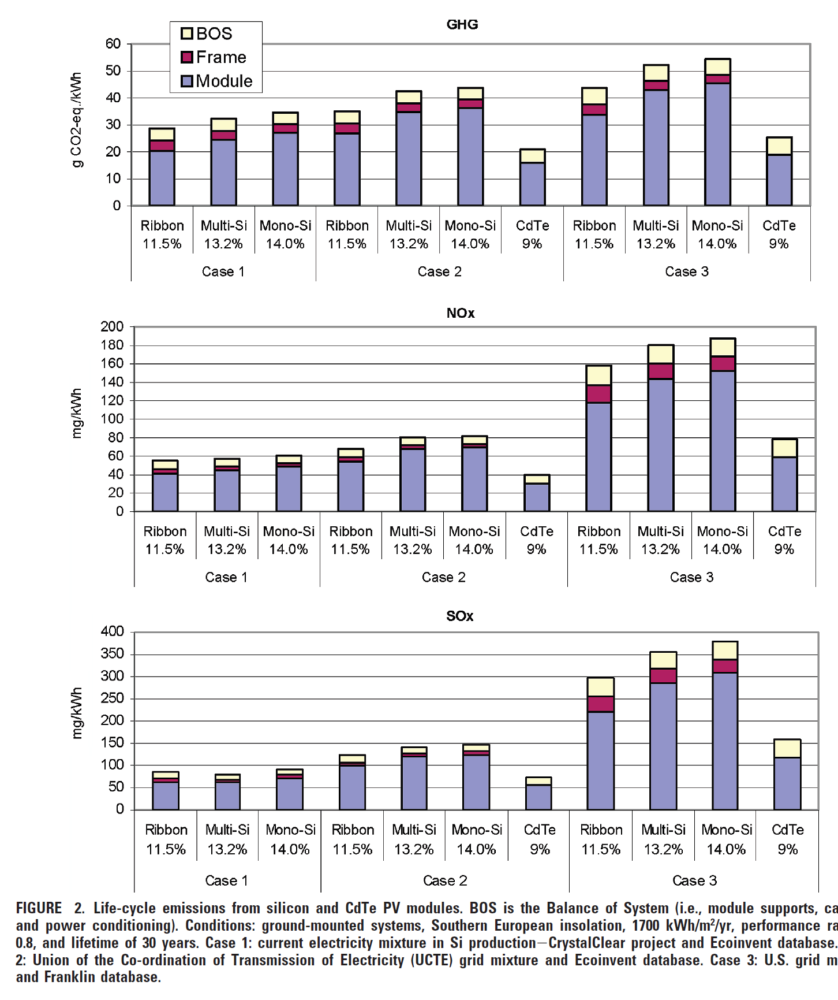 GHG
BOS
Frame
Module
g CO2-eq./kWh
60
50
40
30
20
10
0
Ribbon Multi-Si Mono-Si Ribbon Multi-Si Mono-Si CdTe Ribbon Multi-Si Mono-Si CdTe
11.5% 13.2% 14.0% 11.5% 13.2% 14.0% 9% 11.5% 13.2% 14.0% 9%
Case 1 Case 2 Case 3
NOx
mg/kWh
200
180
160
140
120
100
80
60
40
20
0
Ribbon Multi-Si Mono-Si Ribbon Multi-Si Mono-Si CdTe Ribbon Multi-Si Mono-Si CdTe
11.5% 13.2% 14.0% 11.5% 13.2% 14.0% 9% 11.5% 13.2% 14.0% 9%
Case 1 Case 2 Case 3
SOx
mg/kWh
400
350
300
250
200
150
100
50
0
Ribbon Multi-Si Mono-Si Ribbon Multi-Si Mono-Si CdTe Ribbon Multi-Si Mono-Si CdTe
11.5% 13.2% 14.0% 11.5% 13.2% 14.0% 9% 11.5% 13.2% 14.0% 9%
Case 1 Case 2 Case 3
FIGURE 2. Life-cycle emissions from silicon and CdTe PV modules. BOS is the Balance of System (i.e., module supports, ca
and power conditioning). Conditions: ground-mounted systems, Southern European insolation, 1700 kWh/m²/yr, performance ra
0.8, and lifetime of 30 years. Case 1: current electricity mixture in Si production−CrystalClear project and Ecoinvent database.
2: Union of the Co-ordination of Transmission of Electricity (UCTE) grid mixture and Ecoinvent database. Case 3: U.S. grid m
and Franklin database.